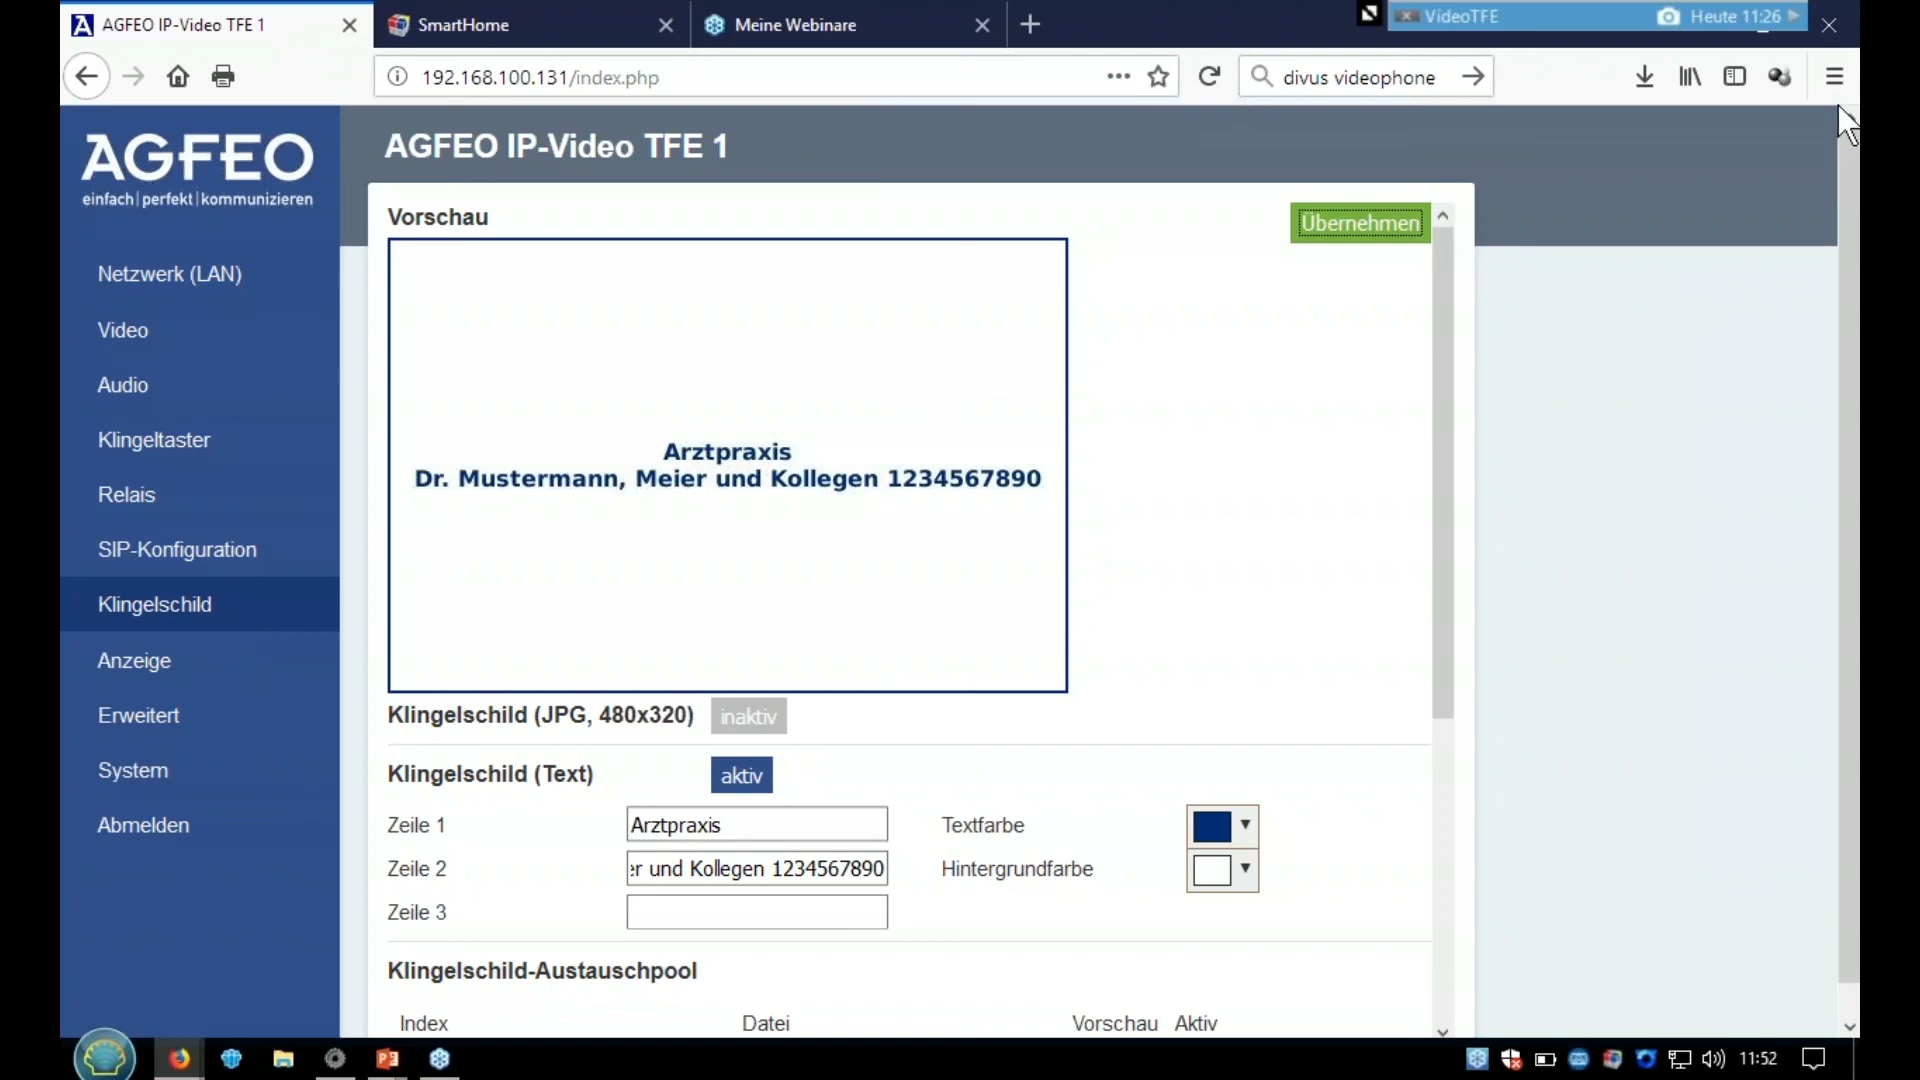 AGFEO IP-Video TFE 1
SmartHome
Meine Webinare
VideoTFE
Heute 11:26
192.168.100.131/index.php
divus videophone
AGFEO
einfach|perfekt|kommunizieren
AGFEO IP-Video TFE 1
Netzwerk (LAN)
Video
Audio
Klingeltaster
Relais
SIP-Konfiguration
Klingelschild
Anzeige
Erweitert
System
Abmelden
Vorschau
Übernehmen
Arztpraxis
Dr. Mustermann, Meier und Kollegen 1234567890
Klingelschild (JPG, 480x320) inaktiv
Klingelschild (Text) aktiv
Zeile 1 Arztpraxis Textfarbe
Zeile 2 er und Kollegen 1234567890 Hintergrundfarbe
Zeile 3
Klingelschild-Austauschpool
Index Datei Vorschau Aktiv
11:52